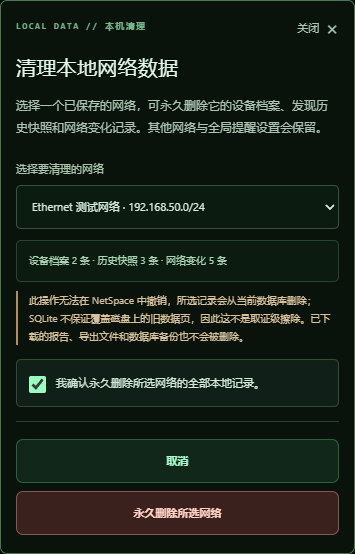 LOCAL DATA // 本机清理
关闭 ×
清理本地网络数据
选择一个已保存的网络，可永久删除它的设备档案、发现历
史快照和网络变化记录。其他网络与全局提醒设置会保留。
选择要清理的网络
Ethernet 测试网络 · 192.168.50.0/24
设备档案 2 条 · 历史快照 3 条 · 网络变化 5 条
此操作无法在 NetSpace 中撤销，所选记录会从当前数据库删除；
SQLite 不保证覆盖磁盘上的旧数据页，因此这不是取证级擦除。已下
载的报告、导出文件和数据库备份也不会被删除。
我确认永久删除所选网络的全部本地记录。
取消
永久删除所选网络